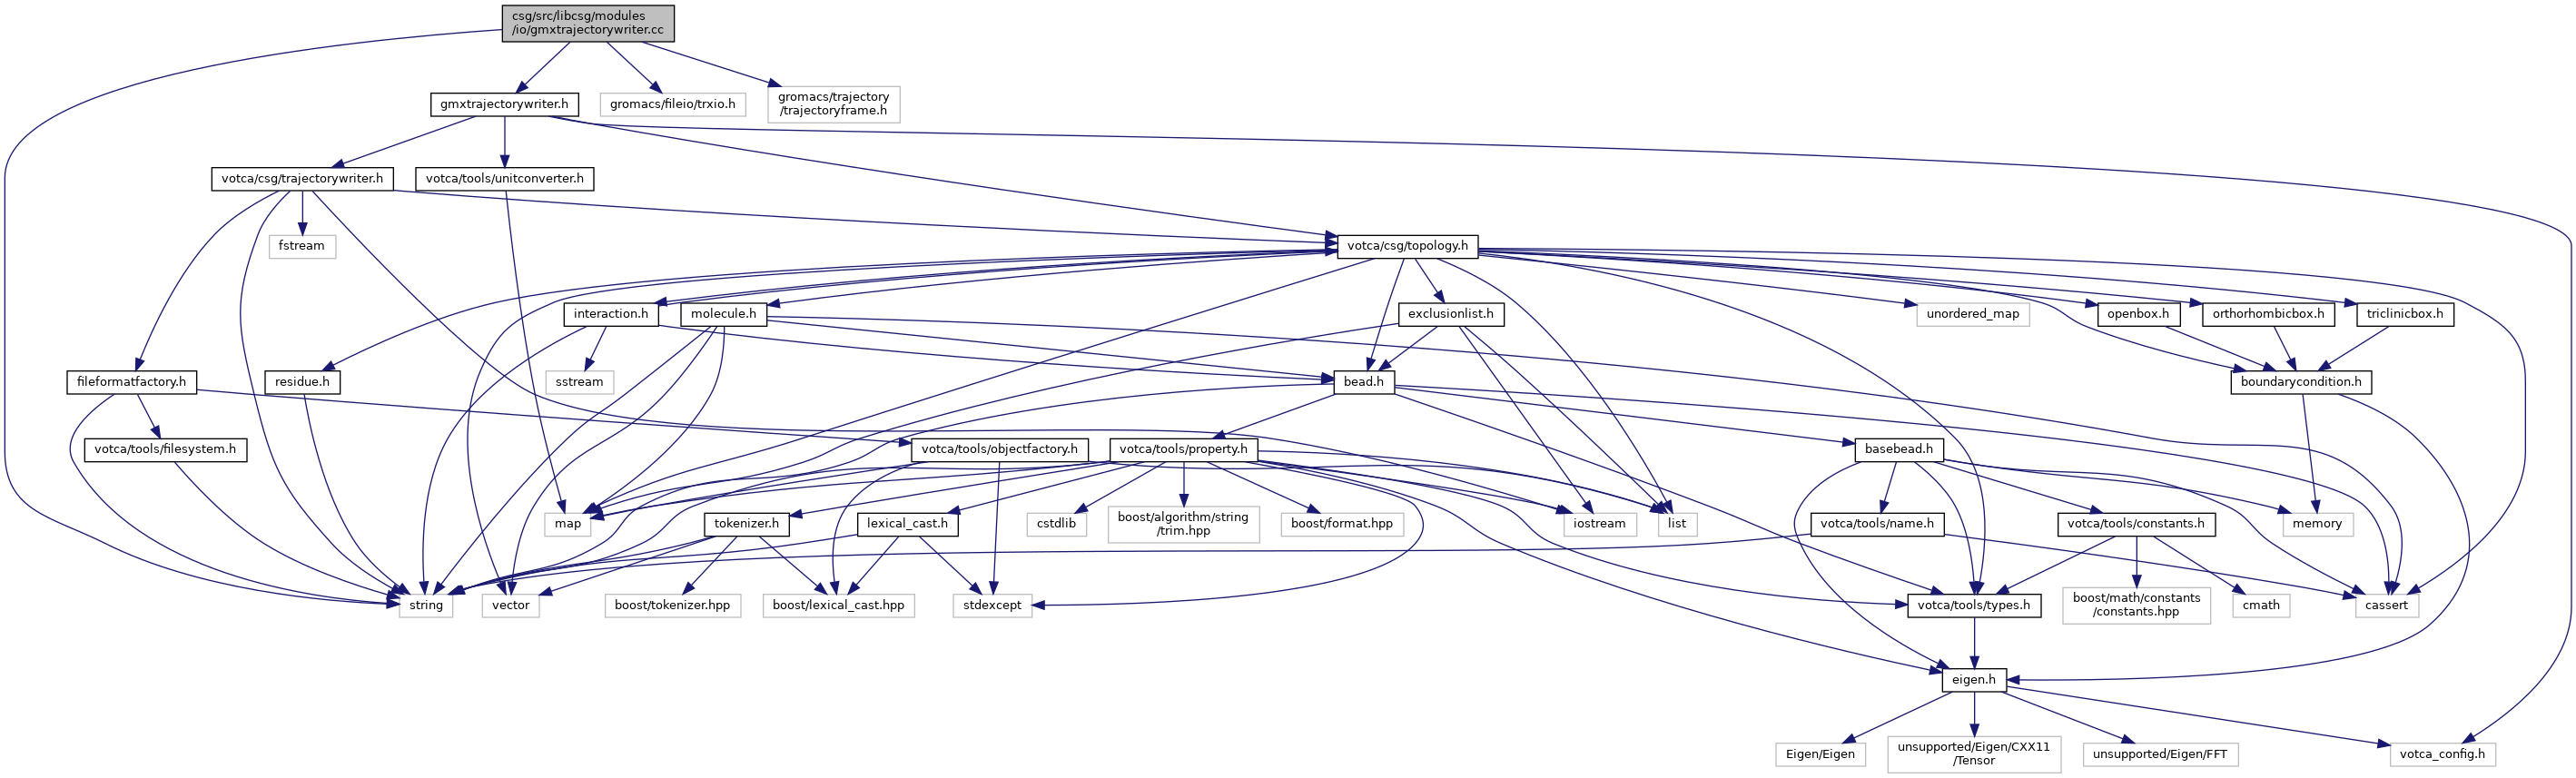 csg/src/libcsg/modules
/io/gmxtrajectorywriter.cc
gmxtrajectorywriter.h
gromacs/fileio/trxio.h
gromacs/trajectory
/trajectoryframe.h
votca/csg/trajectorywriter.h
votca/tools/unitconverter.h
fstream
votca/csg/topology.h
interaction.h
molecule.h
exclusionlist.h
unordered_map
openbox.h
orthorhombicbox.h
triclinicbox.h
fileformatfactory.h
residue.h
sstream
bead.h
boundarycondition.h
votca/tools/filesystem.h
votca/tools/objectfactory.h
votca/tools/property.h
basebead.h
map
tokenizer.h
lexical_cast.h
cstdlib
boost/algorithm/string
/trim.hpp
boost/format.hpp
iostream
list
votca/tools/name.h
votca/tools/constants.h
memory
string
vector
boost/tokenizer.hpp
boost/lexical_cast.hpp
stdexcept
votca/tools/types.h
boost/math/constants
/constants.hpp
cmath
cassert
eigen.h
Eigen/Eigen
unsupported/Eigen/CXX11
/Tensor
unsupported/Eigen/FFT
votca_config.h